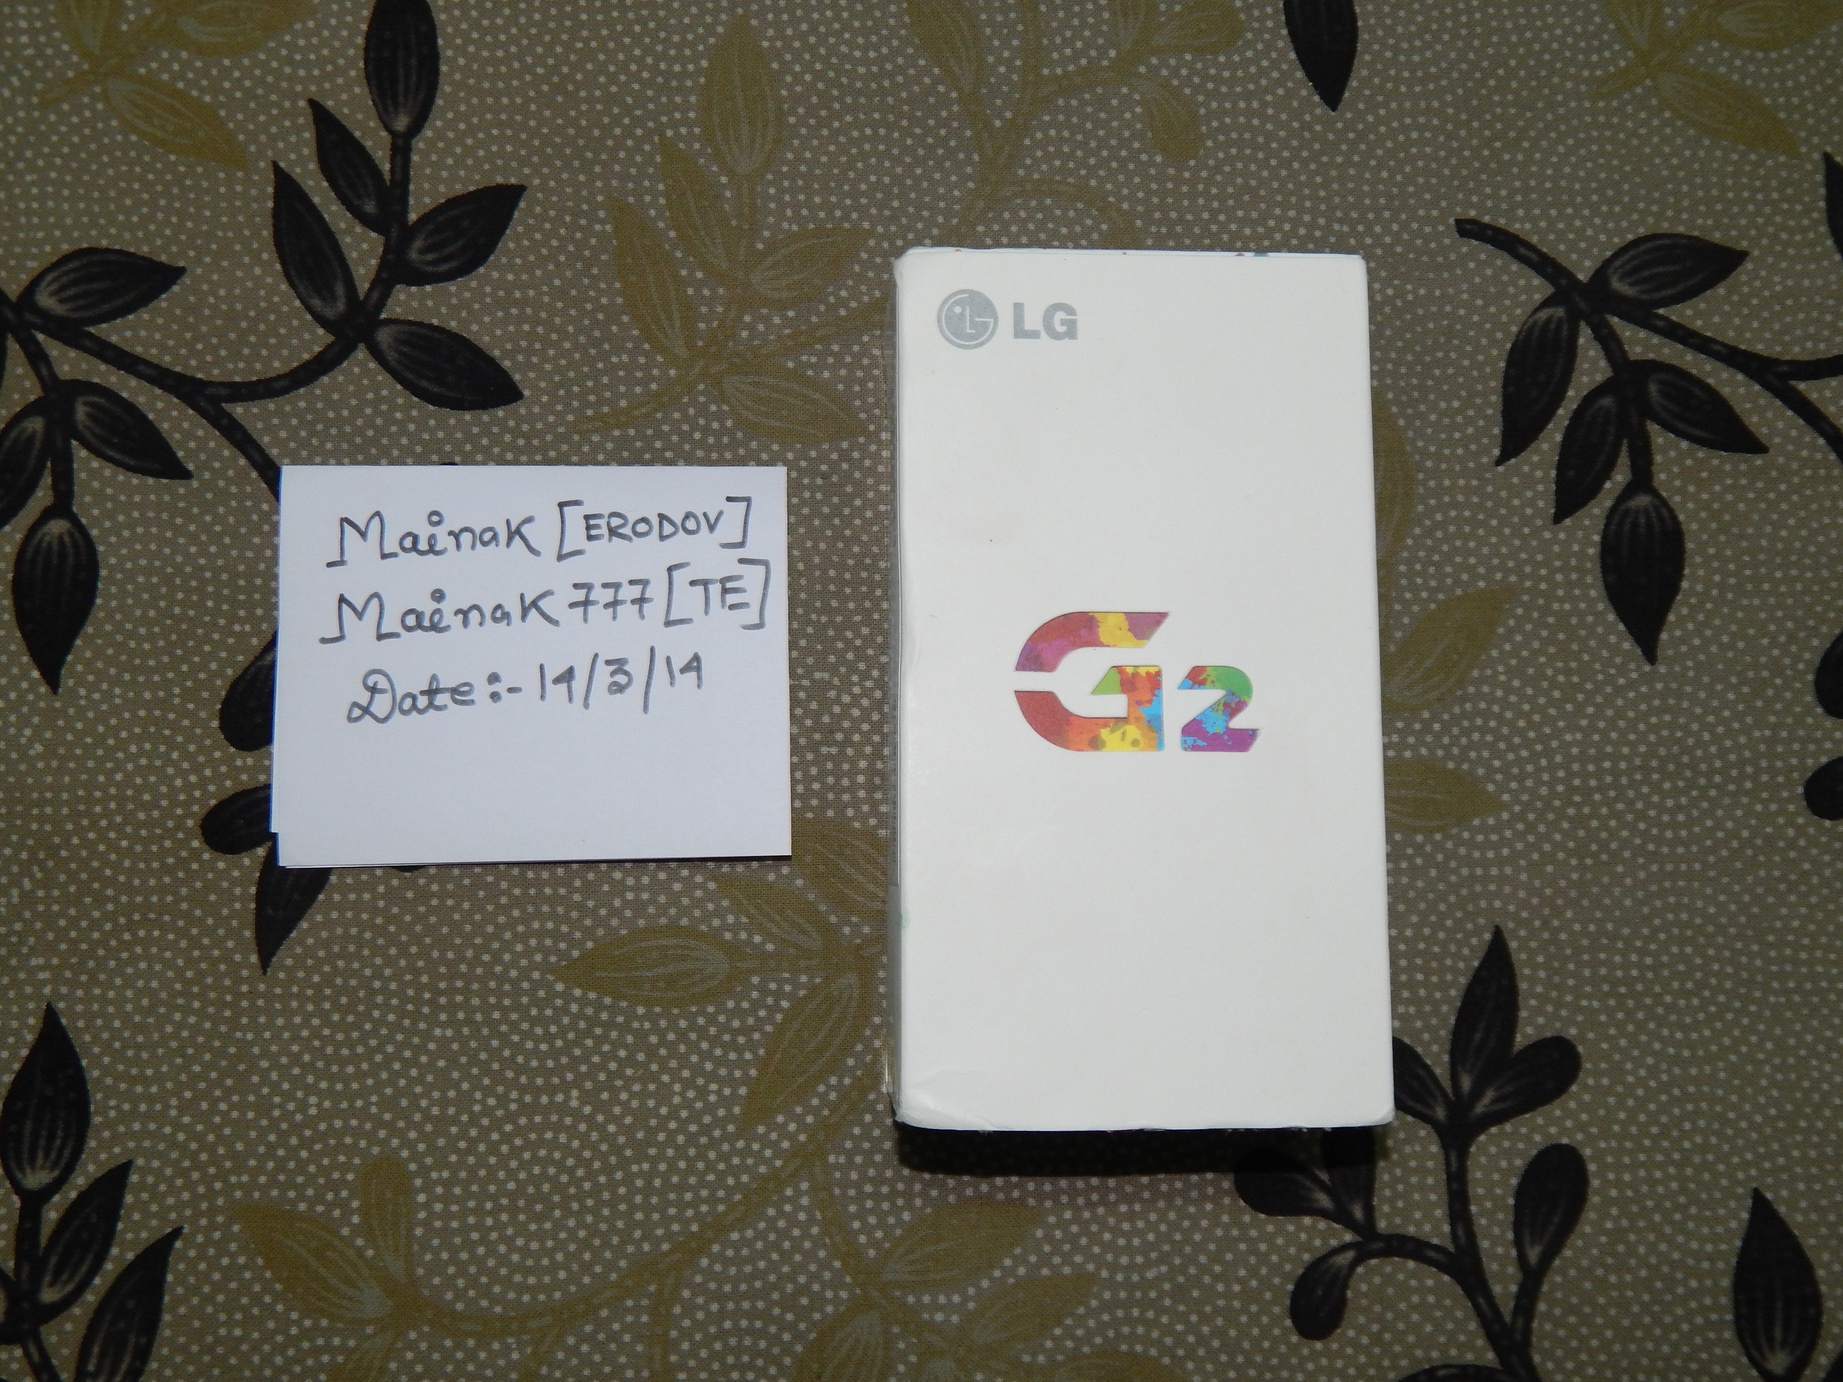 Mainak [ERODOV]
Mainak777 [TE]
Date:- 14/3/14
LG
G2